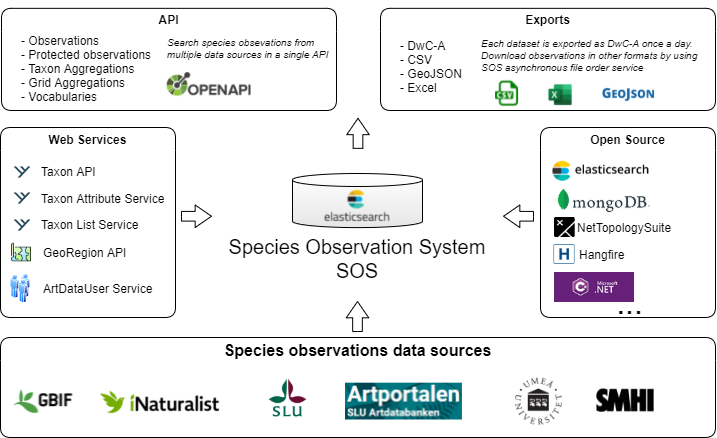 API
- Observations
- Protected observations
- Taxon Aggregations
- Grid Aggregations
- Vocabularies
Search species obsevations from
multiple data sources in a single API
OPENAPI
Exports
- DwC-A
- CSV
- GeoJSON
- Excel
Each dataset is exported as DwC-A once a day.
Download observations in other formats by using
SOS asynchronous file order service
CSV
X
GEOJSON
Web Services
Taxon API
Taxon Attribute Service
Taxon List Service
GeoRegion API
ArtDataUser Service
elasticsearch
Species Observation System
SOS
Open Source
elasticsearch
mongoDB.
NetTopologySuite
H Hangfire
C# Microsoft
.NET
...
Species observations data sources
GBIF
iNaturalist
SLU
Artportalen
SLU Artdatabanken
UMEÅ
UNIVERSITET
SMHI